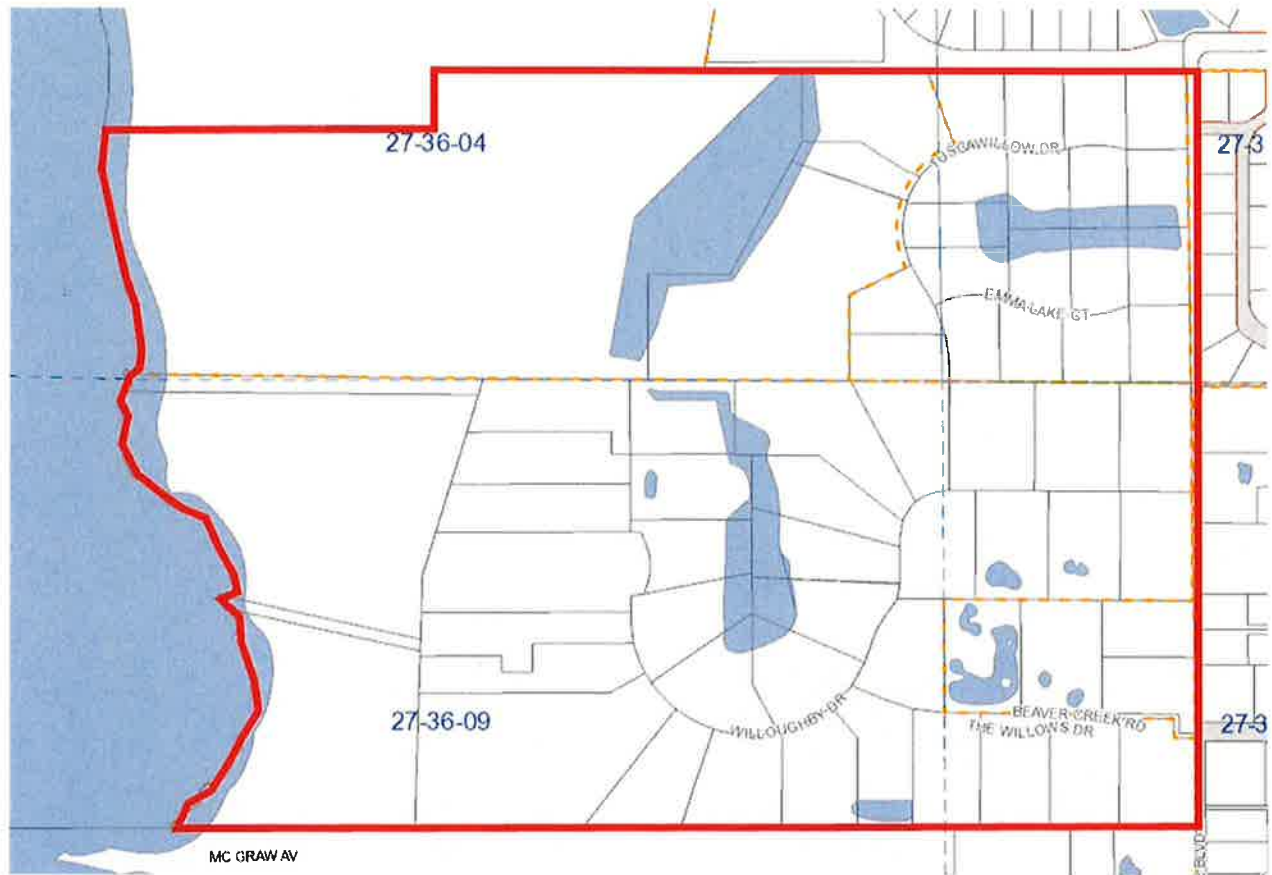 27-36-04
27-3
TUSCAWILLOW DR
EMMA LAKE CT
27-36-09
27-3
WILLOUGHBY DR
BEAVER CREEK RD
THE WILLOWS DR
MC GRAW AV
BLVD